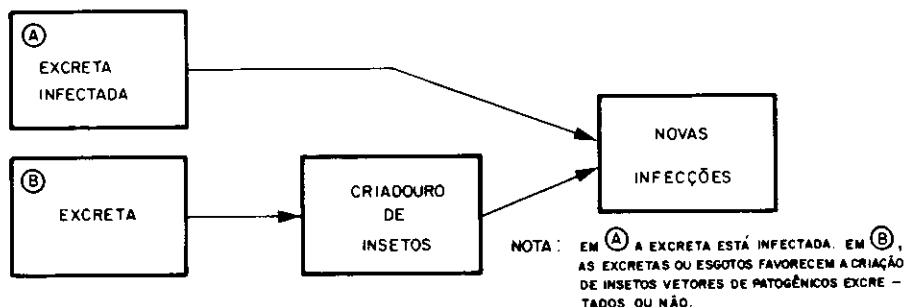 Ⓐ
EXCRETA
INFECTADA
NOVAS
INFECÇÕES
Ⓑ
EXCRETA
CRIADOURO
DE
INSETOS
NOTA: EM Ⓐ A EXCRETA ESTÁ INFECTADA. EM Ⓑ,
AS EXCRETAS OU ESGOTOS FAVORECEM A CRIAÇÃO
DE INSETOS VETORES DE PATOGÊNICOS EXCRE -
TADOS OU NÃO.